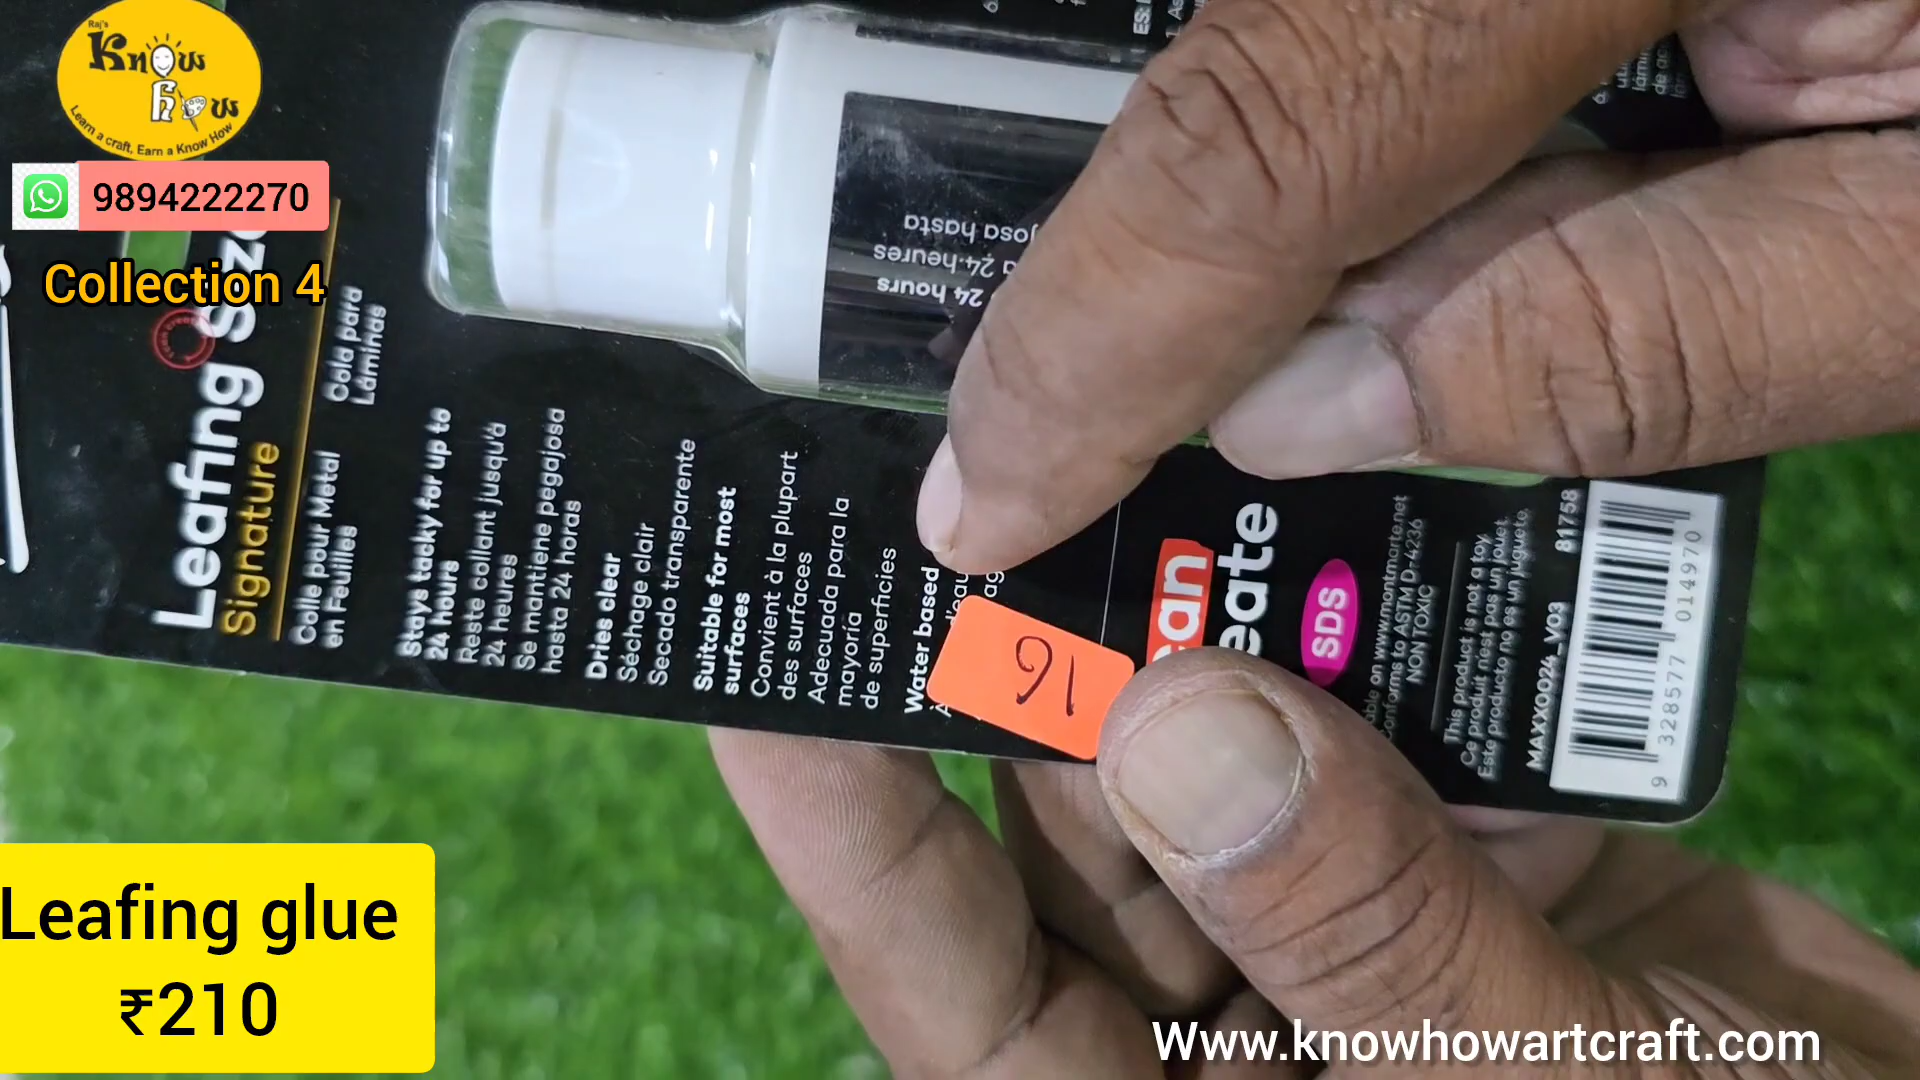 Raj's
Know
How
Learn a craft, Earn a Know How
9894222270
Collection 4
Leafing
Signature
Colle pour Metal
en Feuilles
Cola para
Láminas
Stays tacky for up to
24 hours
Reste collant jusqu'à
24 heures
Se mantiene pegajosa
hasta 24 horas
Dries clear
Séchage clair
Secado transparente
Suitable for most
surfaces
Convient à la plupart
des surfaces
Adecuada para la
mayoría
de superficies
Water based
24 hours
24 heures
hasta
16
SDS
Conforms to ASTM D-4236
NON TOXIC
This product is not a toy.
Ce produit n'est pas un jouet.
Este producto no es un juguete.
MAXX0024_V03 81758
9 328577 014970
Leafing glue
₹210
Www.knowhowartcraft.com